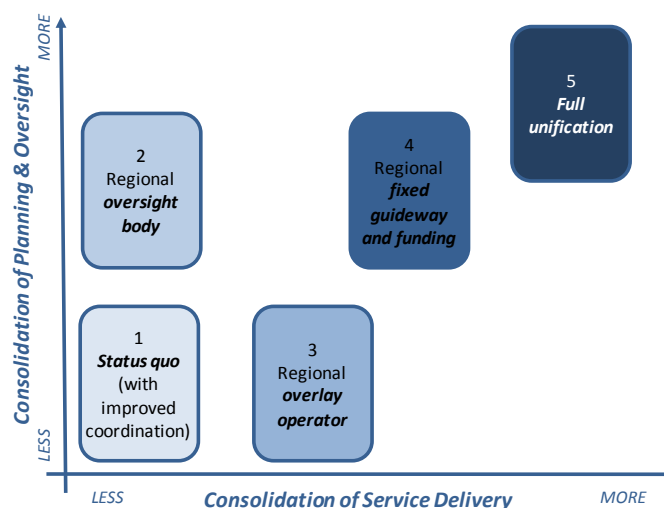 MORE
Consolidation of Planning & Oversight
LESS
5
Full
unification
2
Regional
oversight
body
4
Regional
fixed
guideway
and funding
1
Status quo
(with
improved
coordination)
3
Regional
overlay
operator
LESS
Consolidation of Service Delivery
MORE